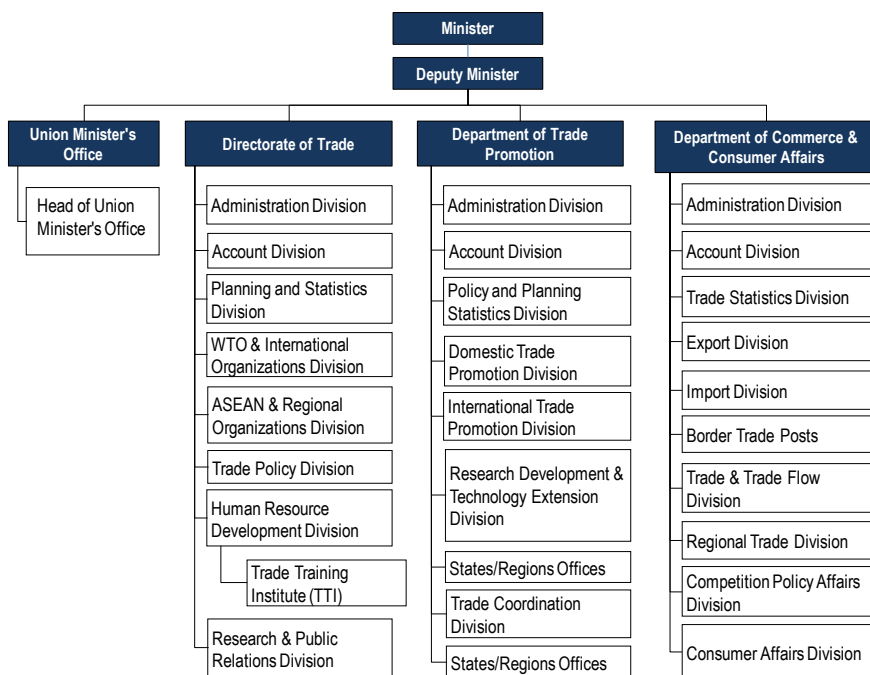 Minister
Deputy Minister
Union Minister's
Office
Head of Union
Minister's Office
Directorate of Trade
Administration Division
Account Division
Planning and Statistics
Division
WTO & International
Organizations Division
ASEAN & Regional
Organizations Division
Trade Policy Division
Human Resource
Development Division
Trade Training
Institute (TTI)
Research & Public
Relations Division
Department of Trade
Promotion
Administration Division
Account Division
Policy and Planning
Statistics Division
Domestic Trade
Promotion Division
International Trade
Promotion Division
Research Development &
Technology Extension
Division
States/Regions Offices
Trade Coordination
Division
States/Regions Offices
Department of Commerce &
Consumer Affairs
Administration Division
Account Division
Trade Statistics Division
Export Division
Import Division
Border Trade Posts
Trade & Trade Flow
Division
Regional Trade Division
Competition Policy Affairs
Division
Consumer Affairs Division